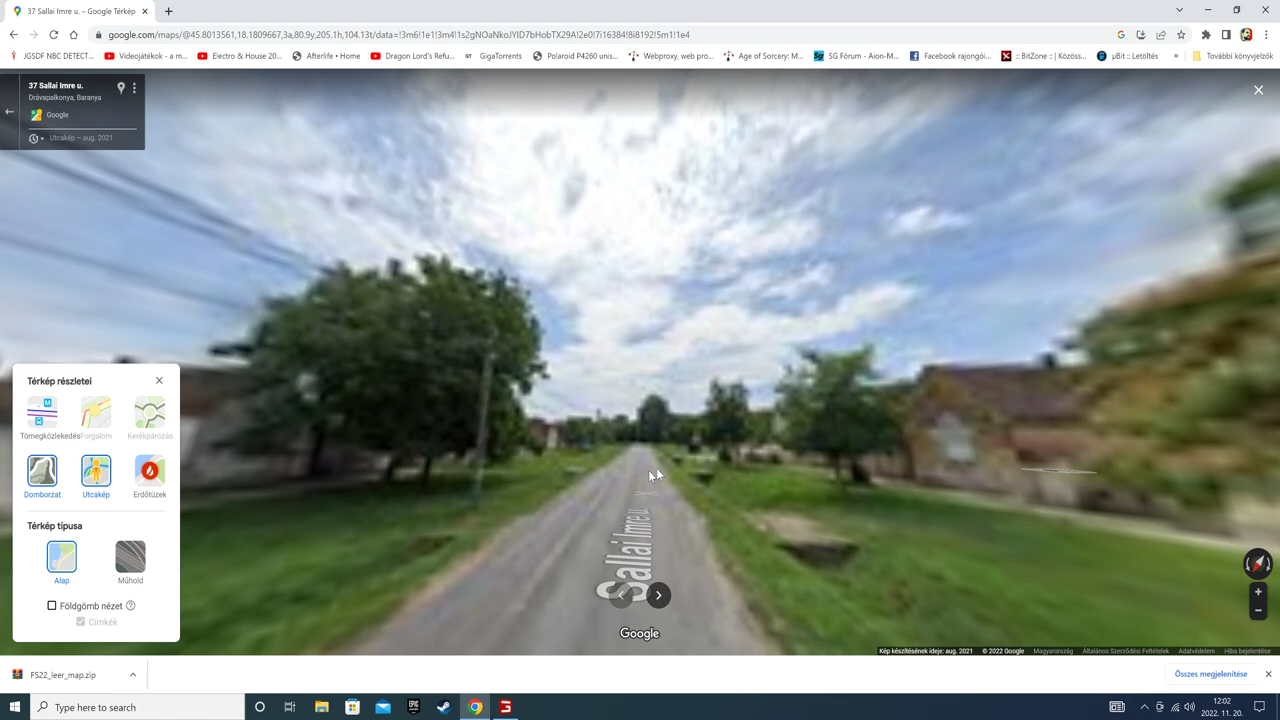 37 Sallai Imre u. – Google Térkép
google.com/maps/@45.8013561,18.1809667,3a,80.9y,205.1h,104.13t/data=!3m6!1e1!3m4!1s2gNOaNkoJYlD7bHobTX29A!2e0!7i16384!8i8192!5m1!1e4
JGSDF NBC DETECT... Videojátékok - a m... Electro & House 20... Afterlife • Home Dragon Lord's Refu... GT GigaTorrents Polaroid P4260 unis... Webproxy, web pro... Age of Sorcery: M... SG Fórum - Aion-M... Facebook rajongói... :: BitZone :: | Közöss... µBit :: Letöltés » További könyvjelzők
37 Sallai Imre u.
Drávapalkonya, Baranya
Google
Utcakép – aug. 2021
Térkép részletei
Tömegközlekedés Forgalom Kerékpározás
Domborzat Utcakép Erdőtüzek
Térkép típusa
Alap Műhold
Földgömb nézet
Címkék
Sallai Imre u.
Google
Kép készítésének ideje: aug. 2021 © 2022 Google Magyarország Általános Szerződési Feltételek Adatvédelem Hiba bejelentése
FS22_leer_map.zip
Összes megjelenítése
Type here to search
EPIC GAMES
12:02
2022. 11. 20.